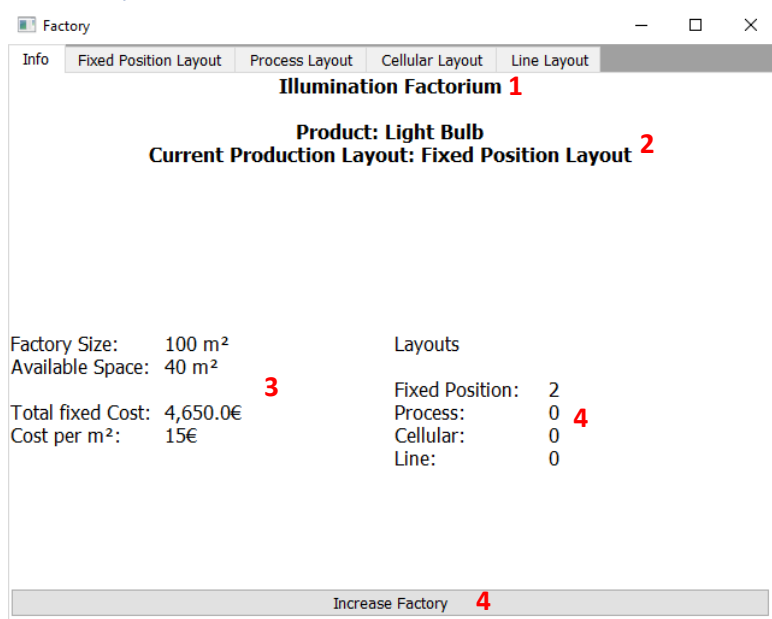 Factory
Info Fixed Position Layout Process Layout Cellular Layout Line Layout
Illumination Factorium 1
Product: Light Bulb
Current Production Layout: Fixed Position Layout 2
Factory Size: 100 m²
Available Space: 40 m²
3
Total fixed Cost: 4,650.0€
Cost per m²: 15€
Layouts
Fixed Position: 2
Process: 0 4
Cellular: 0
Line: 0
Increase Factory 4